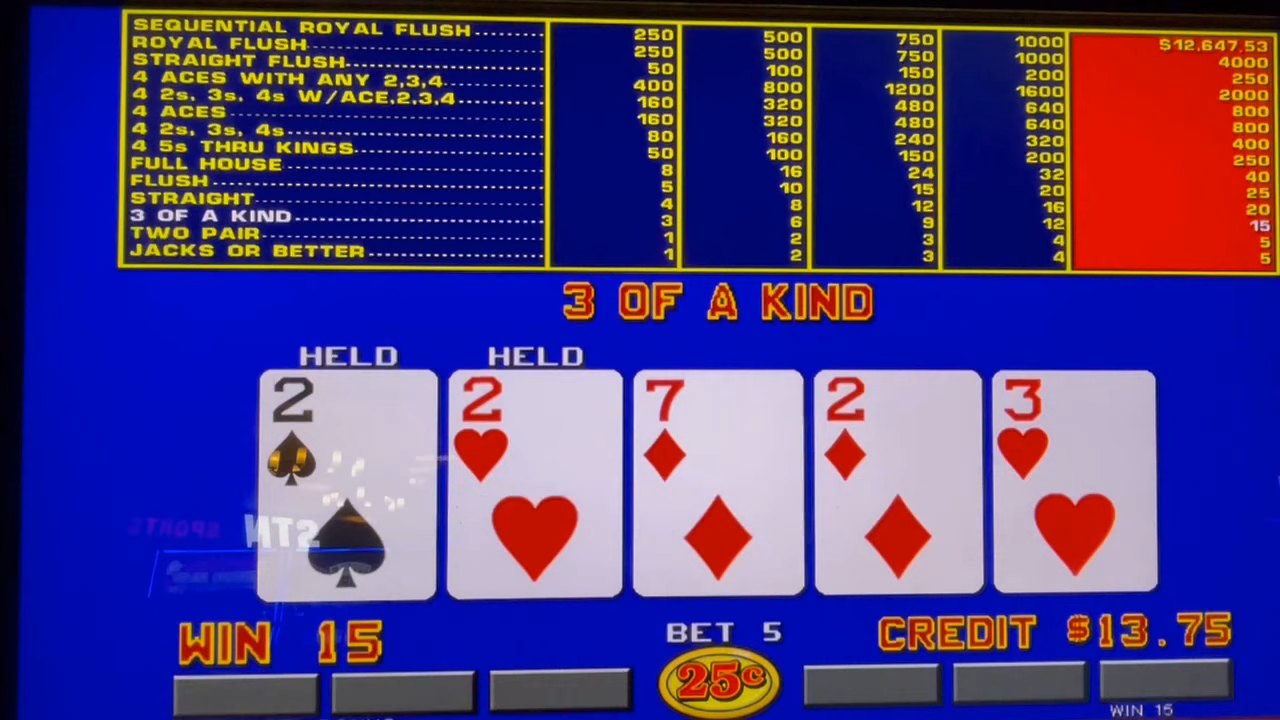 SEQUENTIAL ROYAL FLUSH 250 500 750 1000 $12,647.53
ROYAL FLUSH 250 500 750 1000 4000
STRAIGHT FLUSH 50 100 150 200 250
4 ACES WITH ANY 2,3,4 400 800 1200 1600 2000
4 2s, 3s, 4s W/ACE,2,3,4 160 320 480 640 800
4 ACES 160 320 480 640 800
4 2s, 3s, 4s 80 160 240 320 400
4 5s THRU KINGS 50 100 150 200 250
FULL HOUSE 8 16 24 32 40
FLUSH 5 10 15 20 25
STRAIGHT 4 8 12 16 20
3 OF A KIND 3 6 9 12 15
TWO PAIR 1 2 3 4 5
JACKS OR BETTER 1 2 3 4 5
3 OF A KIND
HELD HELD
2 2 7 2 3
SPORTS
WIN 15 BET 5 CREDIT $13.75
25¢
WIN 15